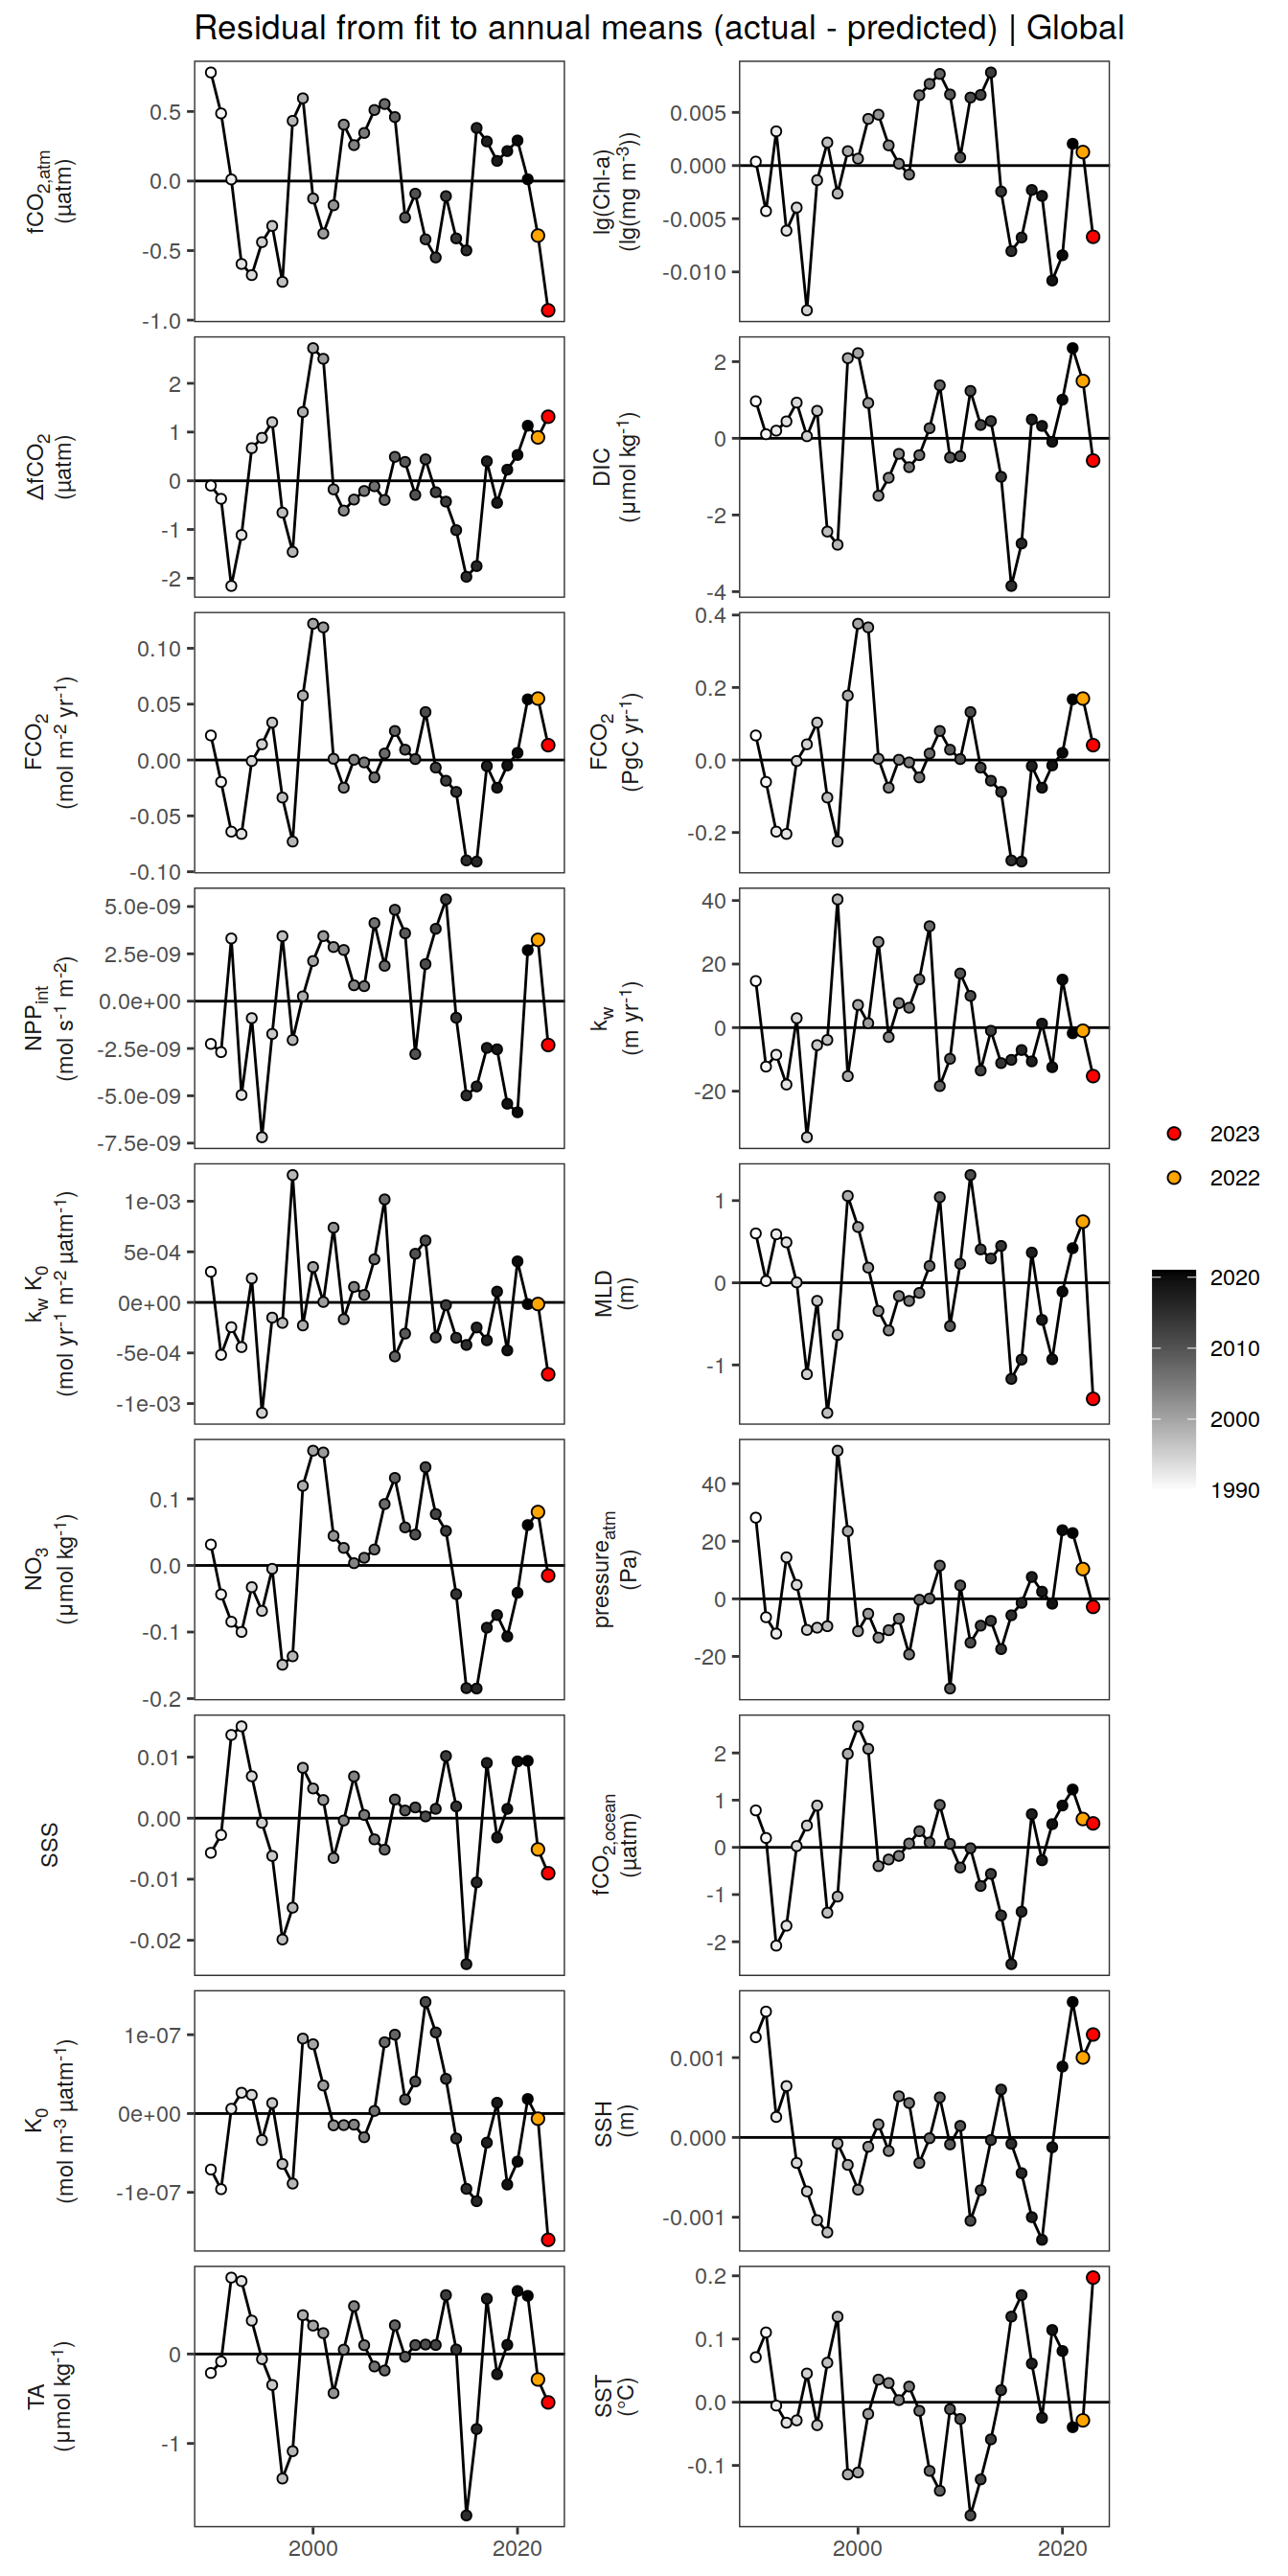 Residual from fit to annual means (actual - predicted) | Global
fCO2,atm
(µatm)
0.5
0.0
-0.5
-1.0
lg(Chl-a)
(lg(mg m-3))
0.005
0.000
-0.005
-0.010
ΔfCO2
(µatm)
2
1
0
-1
-2
DIC
(µmol kg-1)
2
0
-2
-4
FCO2
(mol m-2 yr-1)
0.10
0.05
0.00
-0.05
-0.10
FCO2
(PgC yr-1)
0.4
0.2
0.0
-0.2
NPPint
(mol s-1 m-2)
5.0e-09
2.5e-09
0.0e+00
-2.5e-09
-5.0e-09
-7.5e-09
kw
(m yr-1)
40
20
0
-20
kw K0
(mol yr-1 m-2 µatm-1)
1e-03
5e-04
0e+00
-5e-04
-1e-03
MLD
(m)
1
0
-1
NO3
(µmol kg-1)
0.1
0.0
-0.1
-0.2
pressureatm
(Pa)
40
20
0
-20
SSS
0.01
0.00
-0.01
-0.02
fCO2,ocean
(µatm)
2
1
0
-1
-2
K0
(mol m-3 µatm-1)
1e-07
0e+00
-1e-07
SSH
(m)
0.001
0.000
-0.001
TA
(µmol kg-1)
0
-1
SST
(°C)
0.2
0.1
0.0
-0.1
2000
2020
2000
2020
2023
2022
2020
2010
2000
1990